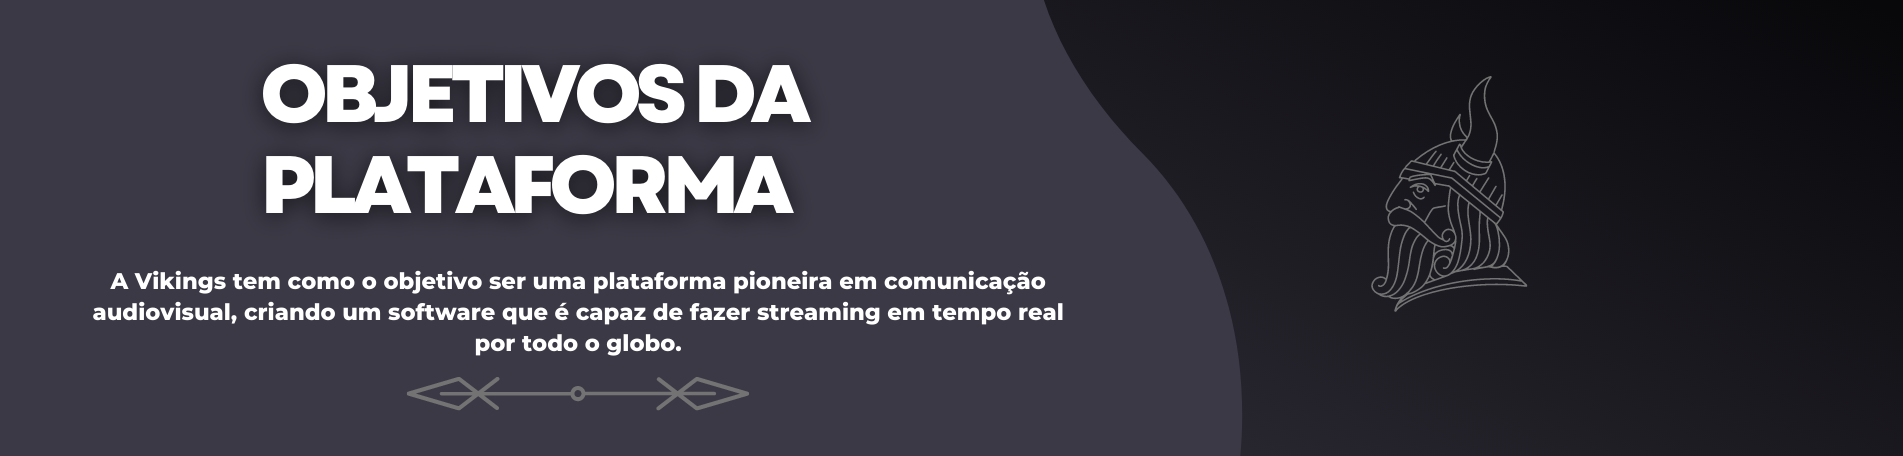 OBJETIVOS DA
PLATAFORMA
A Vikings tem como o objetivo ser uma plataforma pioneira em comunicação
audiovisual, criando um software que é capaz de fazer streaming em tempo real
por todo o globo.